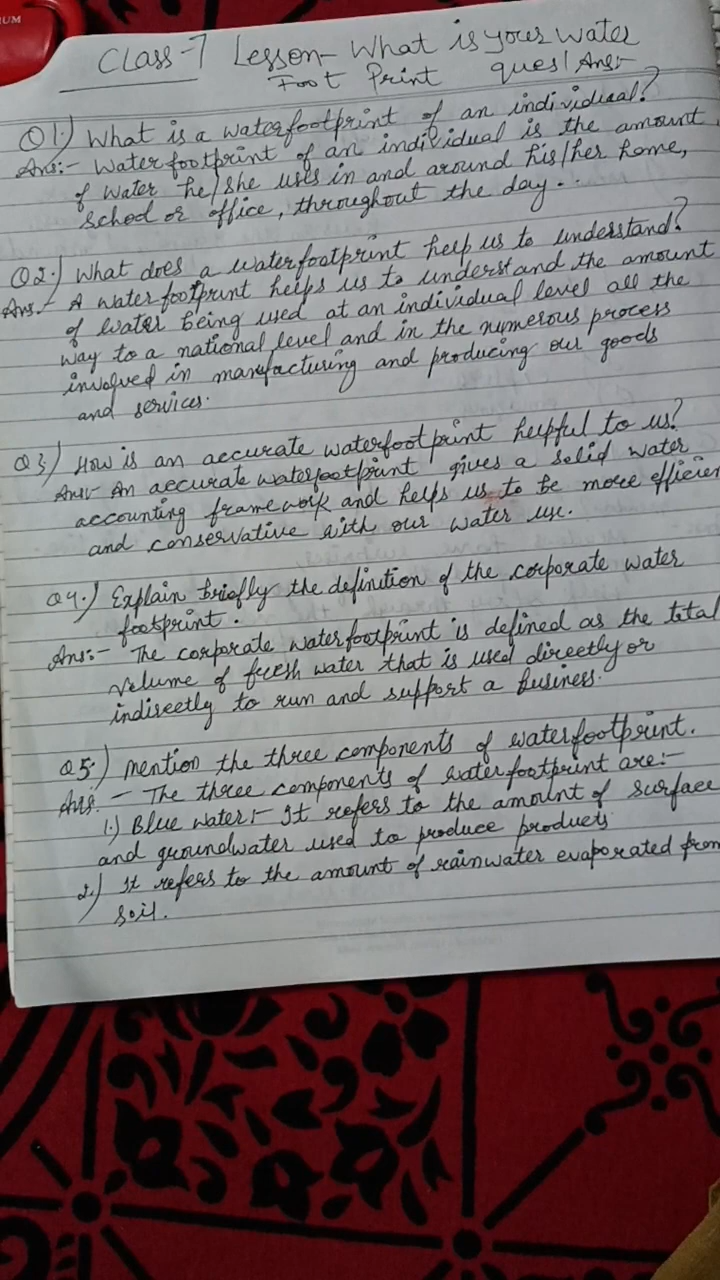 UM
Class-7 Lesson- What is your Water
Foot Print ques/Ans:-
Q1.) What is a waterfootprint of an individual?
Ans:- Waterfootprint of an individual is the amount
of water he/she uses in and around his/her home,
school or office, throughout the day..
Q2.) What does a waterfootprint help us to understand?
Ans:- A waterfootprint helps us to understand the amount
of water being used at an individual level all the
way to a national level and in the numerous process
involved in manufacturing and producing our goods
and services.
Q3) How is an accurate waterfootprint helpful to us?
Ans:- An accurate waterfootprint gives a solid water
accounting framework and helps us to be more efficien
and conservative with our water use.
Q4.) Explain briefly the definition of the corporate water
footprint.
Ans:- The corporate waterfootprint is defined as the total
volume of fresh water that is used directly or
indirectly to run and support a business.
Q5.) mention the three components of waterfootprint.
Ans. - The three components of waterfootprint are:-
1.) Blue water:- It refers to the amount of surface
and groundwater used to produce products
2.) It refers to the amount of rainwater evaporated from
soil.